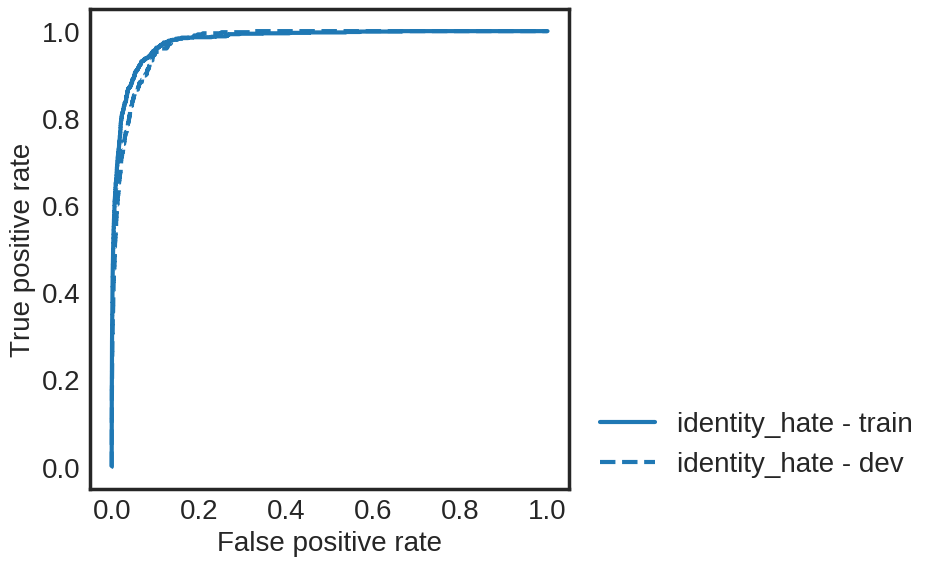 1.0
0.8
0.6
0.4
0.2
0.0
True positive rate
0.0 0.2 0.4 0.6 0.8 1.0
False positive rate
identity_hate - train
identity_hate - dev